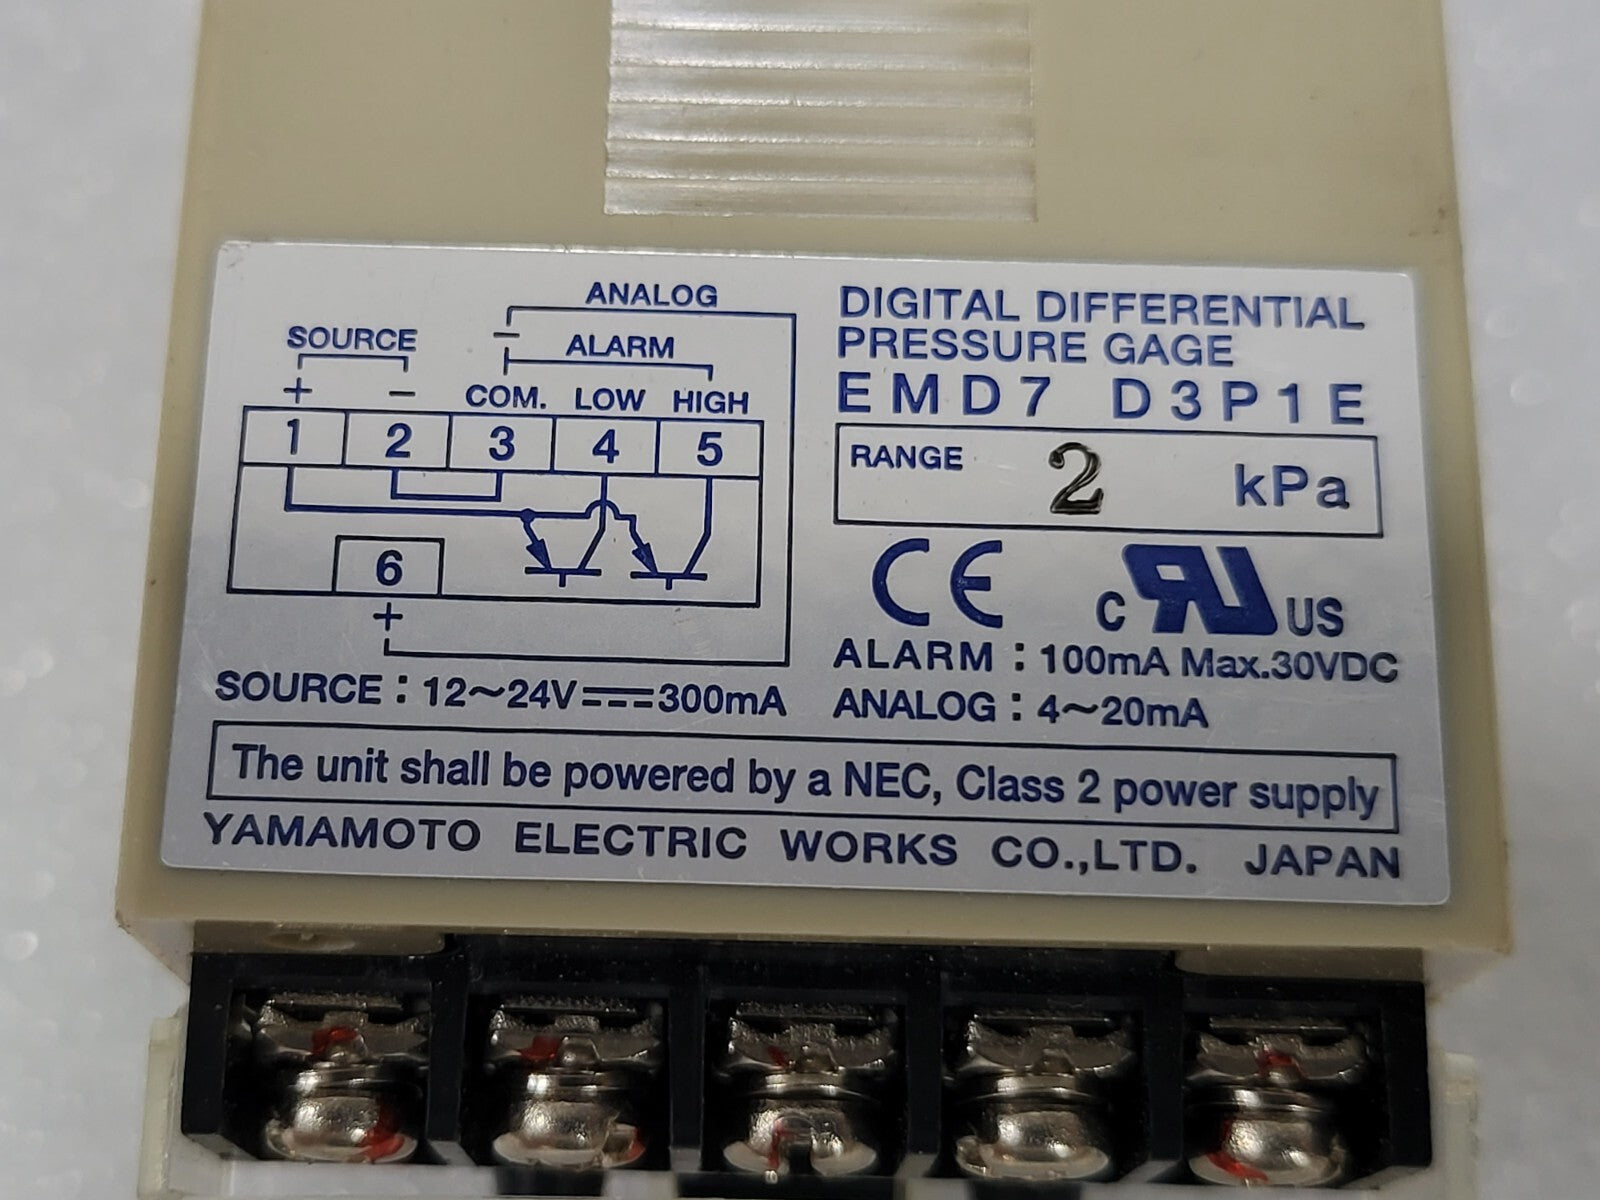 ANALOG
SOURCE
− ALARM
+ − COM. LOW HIGH
1 2 3 4 5
6
+
SOURCE : 12〜24V⎓300mA
DIGITAL DIFFERENTIAL
PRESSURE GAGE
EMD7 D3P1E
RANGE 2 kPa
CE c RU US
ALARM : 100mA Max.30VDC
ANALOG : 4〜20mA
The unit shall be powered by a NEC, Class 2 power supply
YAMAMOTO ELECTRIC WORKS CO.,LTD. JAPAN